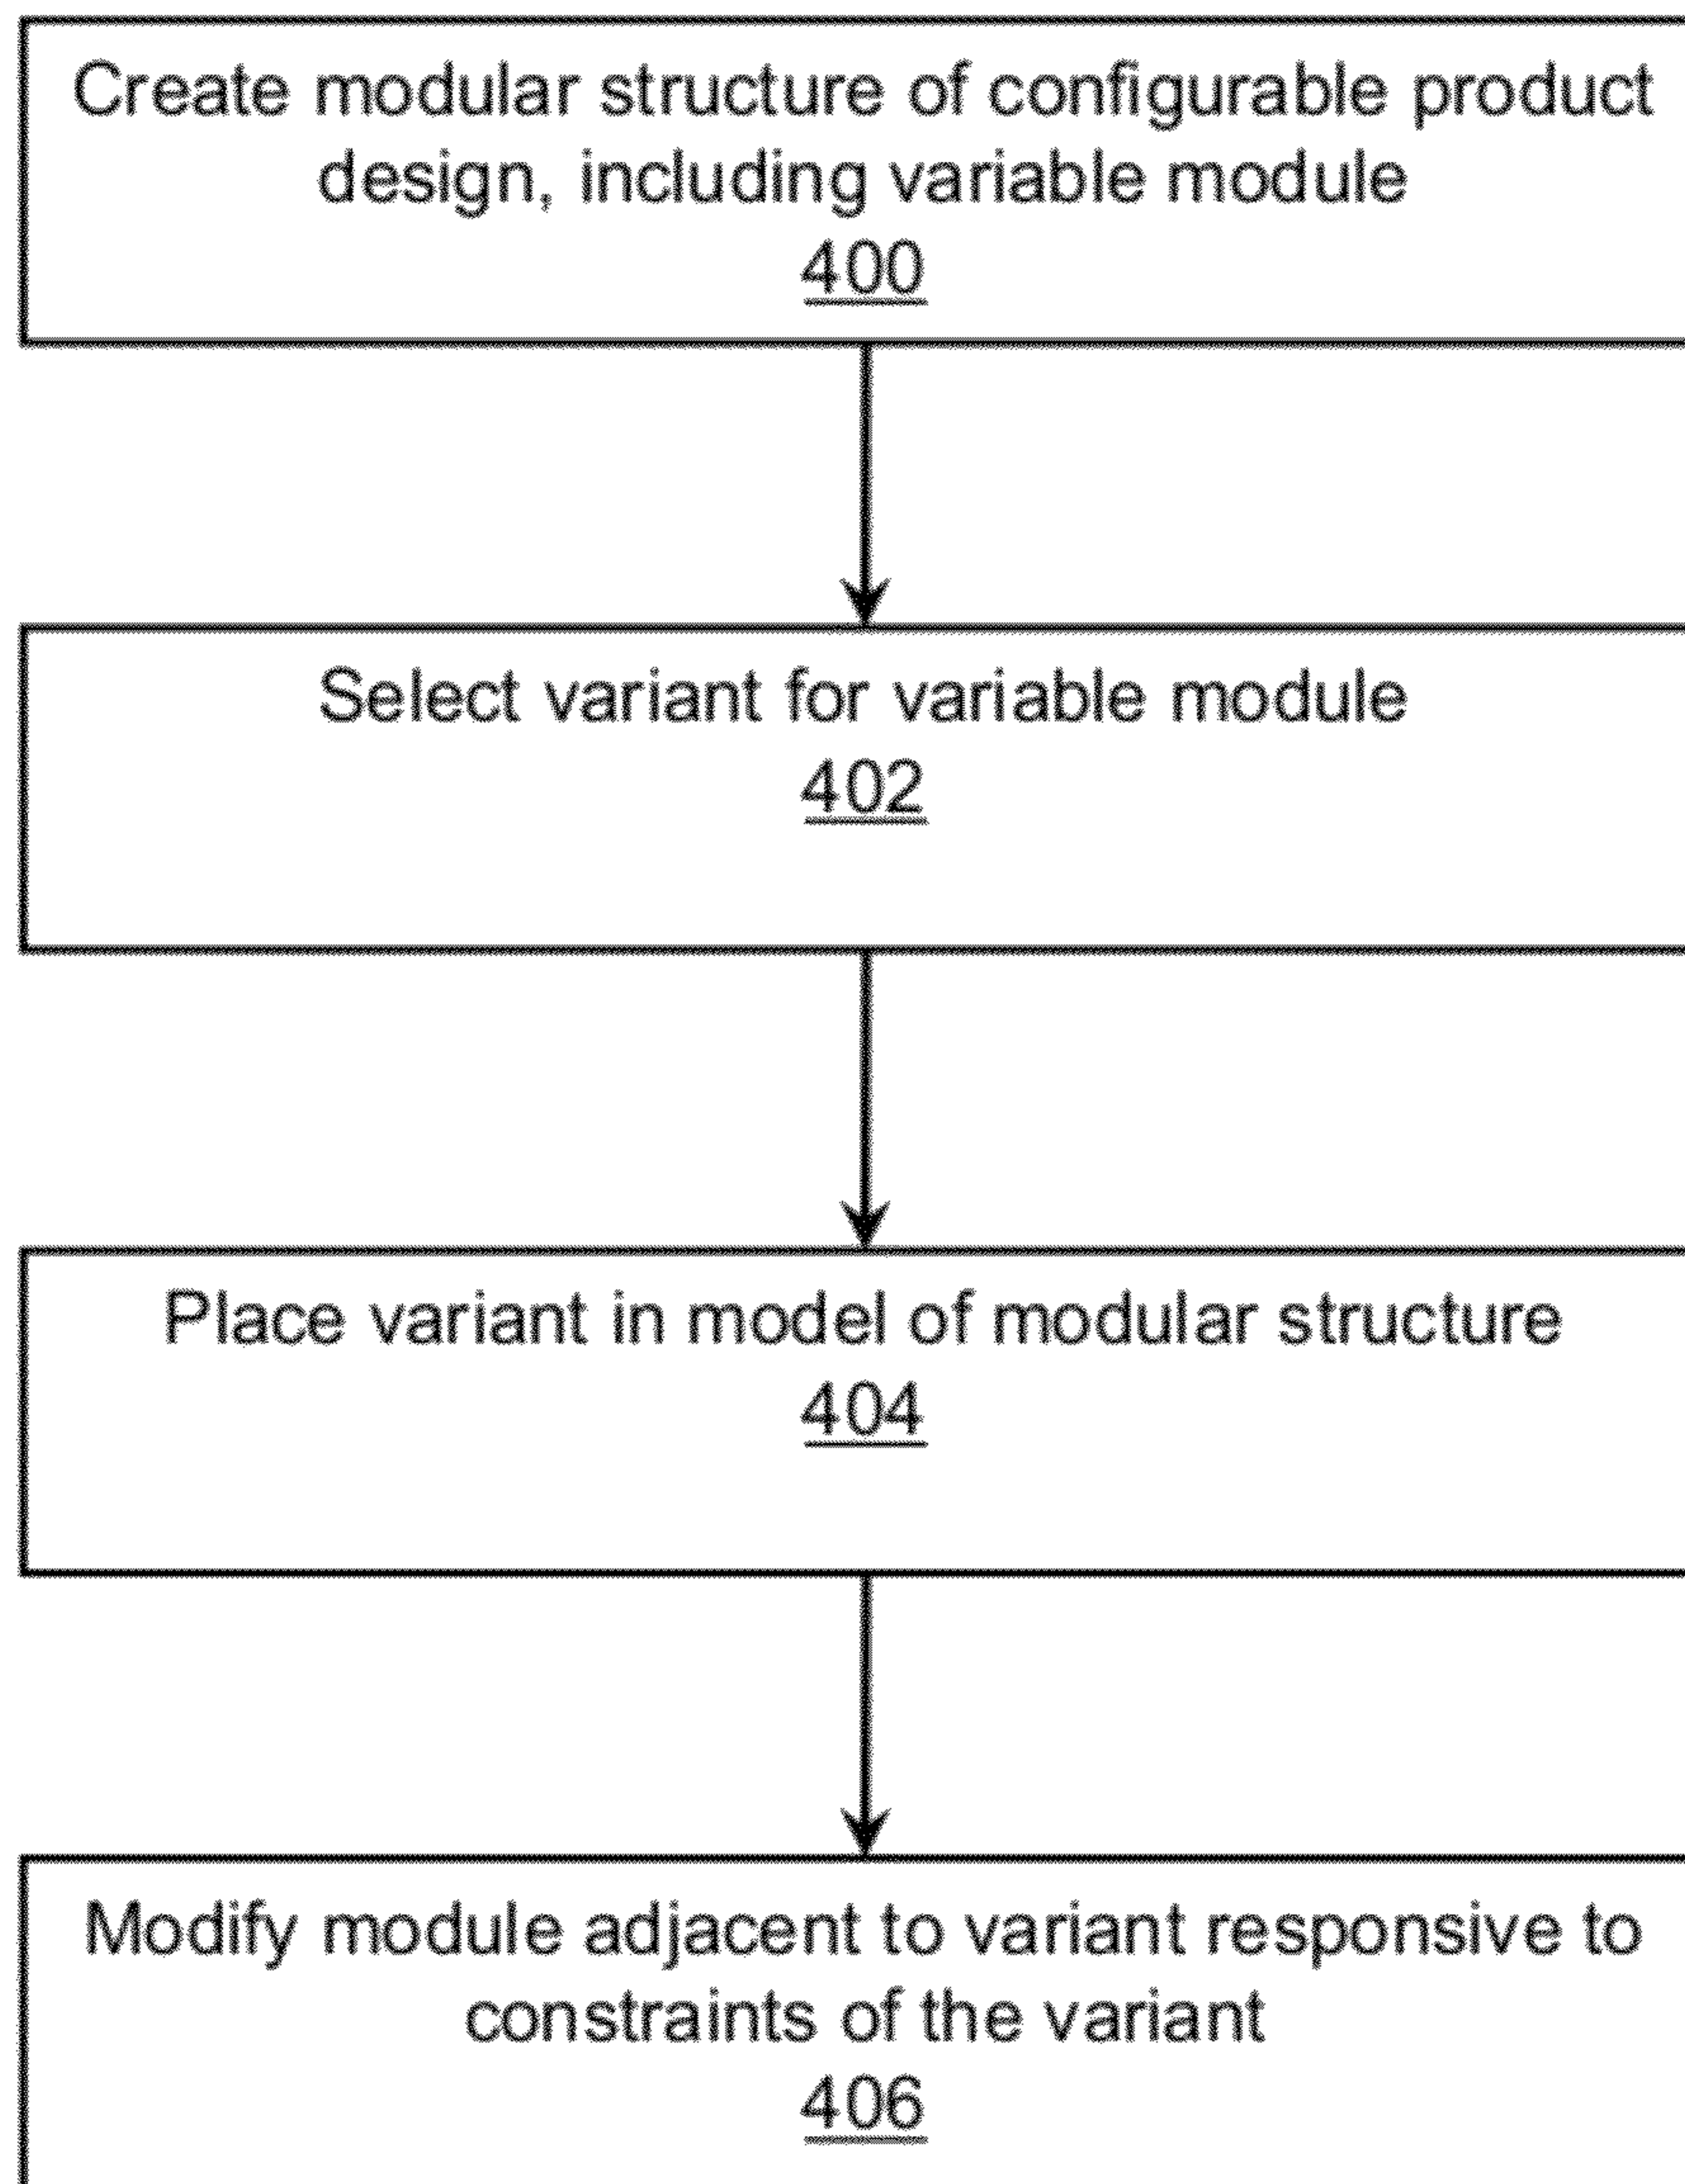 Create modular structure of configurable product
design, including variable module
400
Select variant for variable module
402
Place variant in model of modular structure
404
Modify module adjacent to variant responsive to
constraints of the variant
406